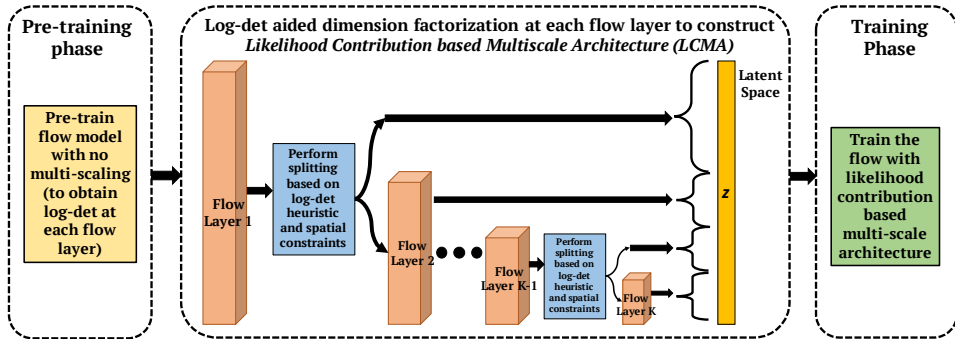 Pre-training
phase
Pre-train
flow model
with no
multi-scaling
(to obtain
log-det at
each flow
layer)
Log-det aided dimension factorization at each flow layer to construct
Likelihood Contribution based Multiscale Architecture (LCMA)
Flow
Layer 1
Perform
splitting
based on
log-det
heuristic
and spatial
constraints
Flow
Layer 2
Flow
Layer K-1
Perform
splitting
based on
log-det
heuristic
and spatial
constraints
Flow
Layer K
z
Latent
Space
Training
Phase
Train the
flow with
likelihood
contribution
based
multi-scale
architecture